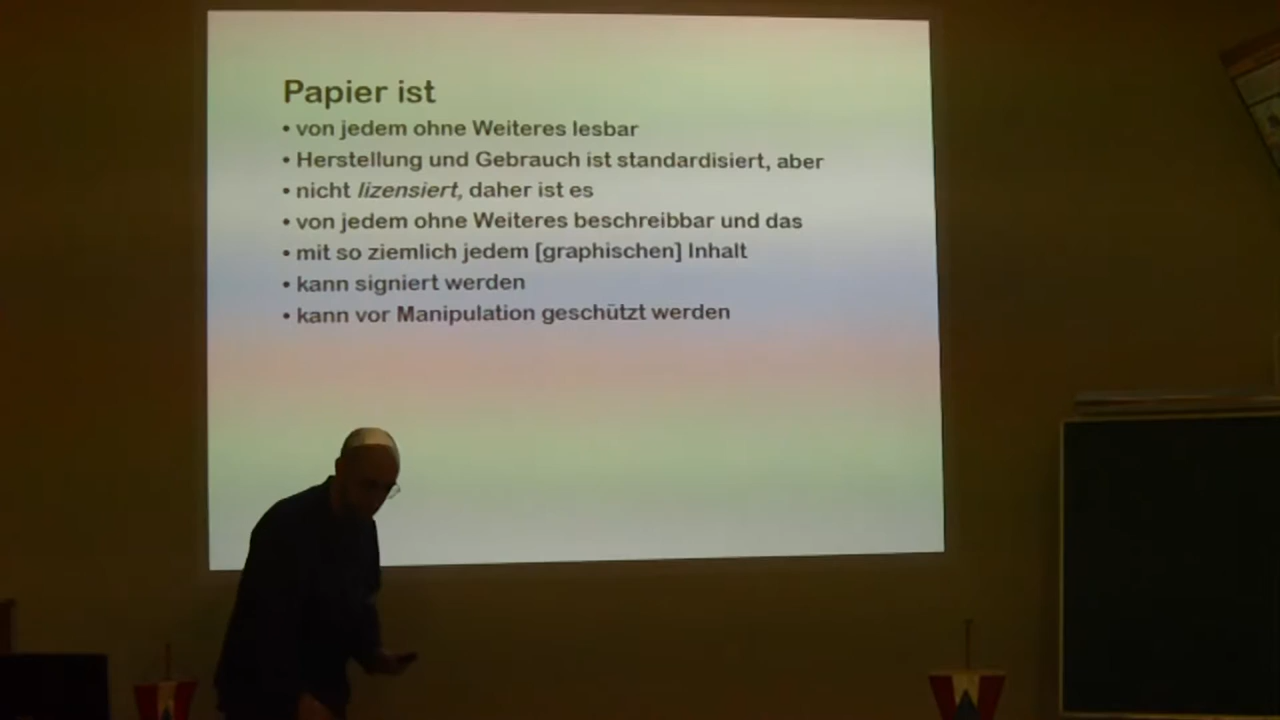 Papier ist
• von jedem ohne Weiteres lesbar
• Herstellung und Gebrauch ist standardisiert, aber
• nicht lizensiert, daher ist es
• von jedem ohne Weiteres beschreibbar und das
• mit so ziemlich jedem [graphischen] Inhalt
• kann signiert werden
• kann vor Manipulation geschützt werden